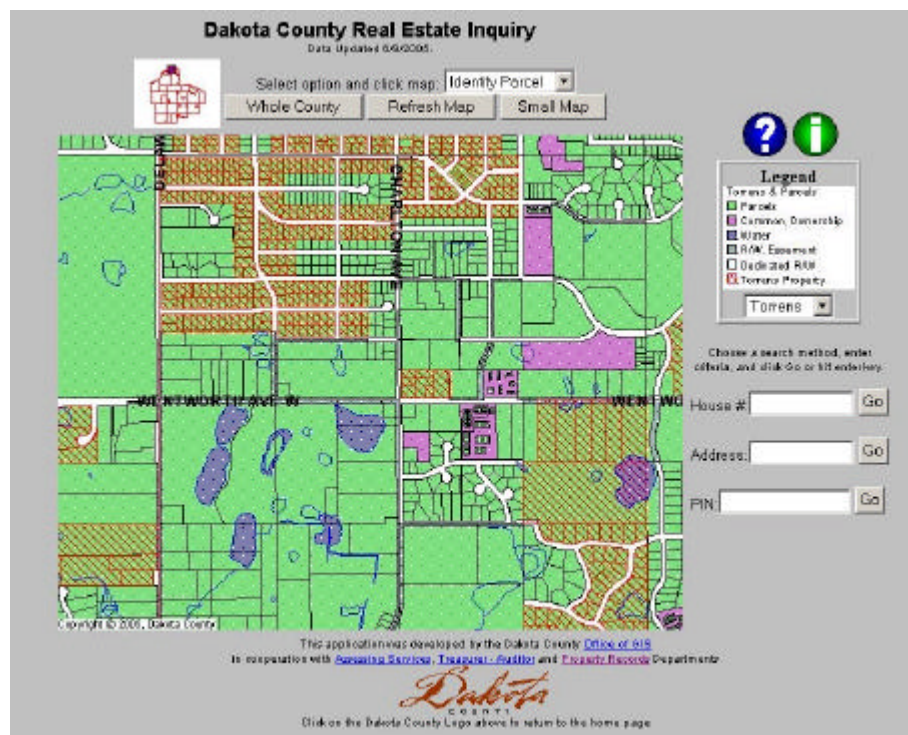 Dakota County Real Estate Inquiry
Data Updated 6/9/2005.
Select option and click map: Identity Parcel
Whole County Refresh Map Small Map
? i
Legend
Torrens & Parcels
Parcels
Common Ownership
Water
R/W Easement
Dedicated R/W
Torrens Property
Torrens
CHARLTON AVE
Choose a search method, enter
criteria, and click Go or hit enter key.
WENTWORTH AVE W
WENTWO
House # Go
Address: Go
PIN: Go
Copyright © 2005, Dakota County
This application was developed by the Dakota County Office of GIS
In cooperation with Assessing Services, Treasurer - Auditor and Property Records Departments
Dakota
COUNTY
Click on the Dakota County Logo above to return to the home page